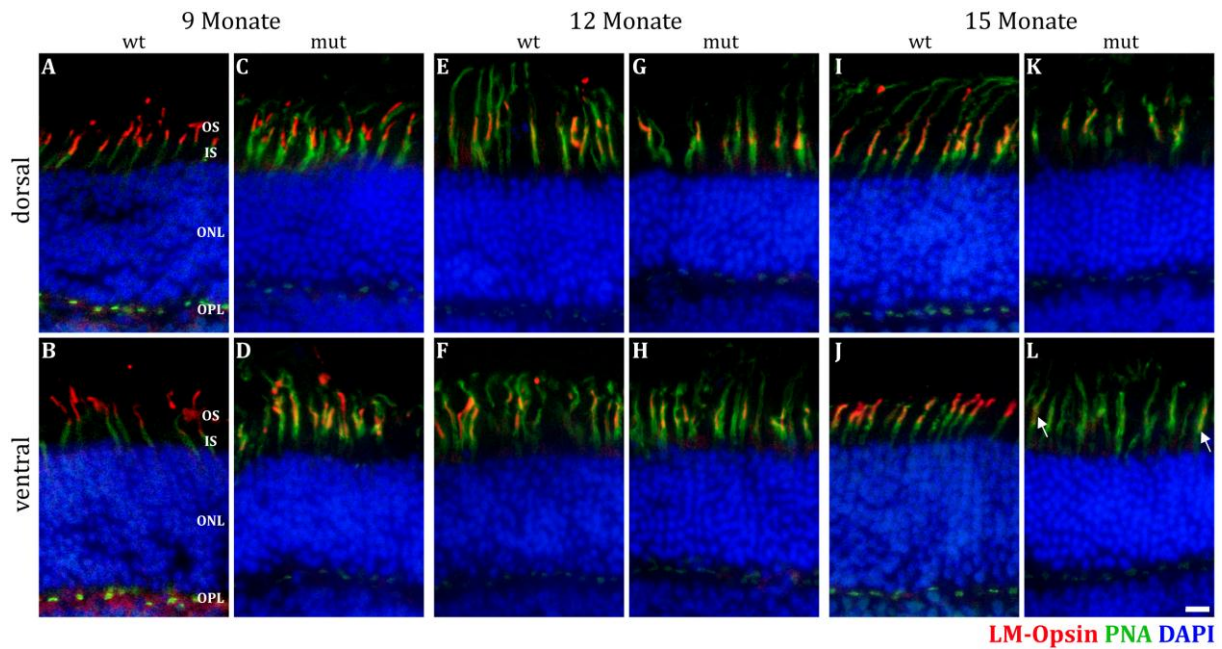 9 Monate 12 Monate 15 Monate
wt mut wt mut wt mut
dorsal
A C E G I K
OS
IS
ONL
OPL
ventral
B D F H J L
OS
IS
ONL
OPL
LM-Opsin PNA DAPI